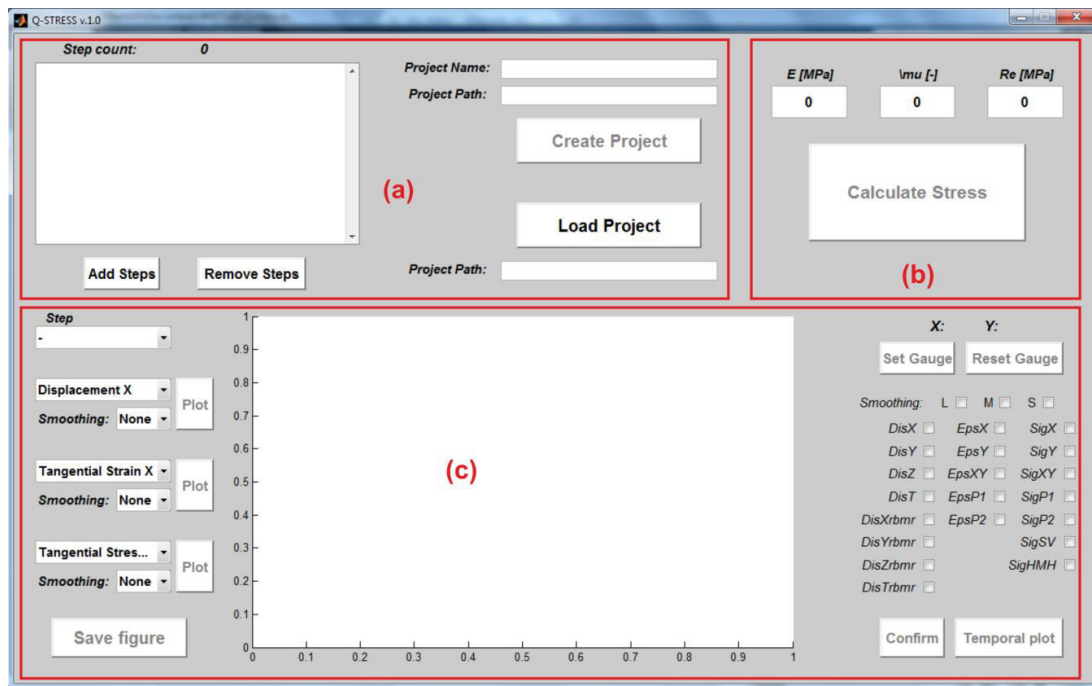 Q-STRESS v.1.0
Step count: 0
Project Name:
Project Path:
Create Project
(a)
Load Project
Add Steps Remove Steps
Project Path:
E [MPa] \mu [-] Re [MPa]
0 0 0
Calculate Stress
(b)
Step
-
Displacement X
Plot
Smoothing: None
Tangential Strain X
Plot
Smoothing: None
Tangential Stres...
Plot
Smoothing: None
Save figure
1
0.9
0.8
0.7
0.6
0.5
0.4
0.3
0.2
0.1
0
0 0.1 0.2 0.3 0.4 0.5 0.6 0.7 0.8 0.9 1
(c)
X: Y:
Set Gauge Reset Gauge
Smoothing: L M S
DisX EpsX SigX
DisY EpsY SigY
DisZ EpsXY SigXY
DisT EpsP1 SigP1
DisXrbmr EpsP2 SigP2
DisYrbmr SigSV
DisZrbmr SigHMH
DisTrbmr
Confirm Temporal plot